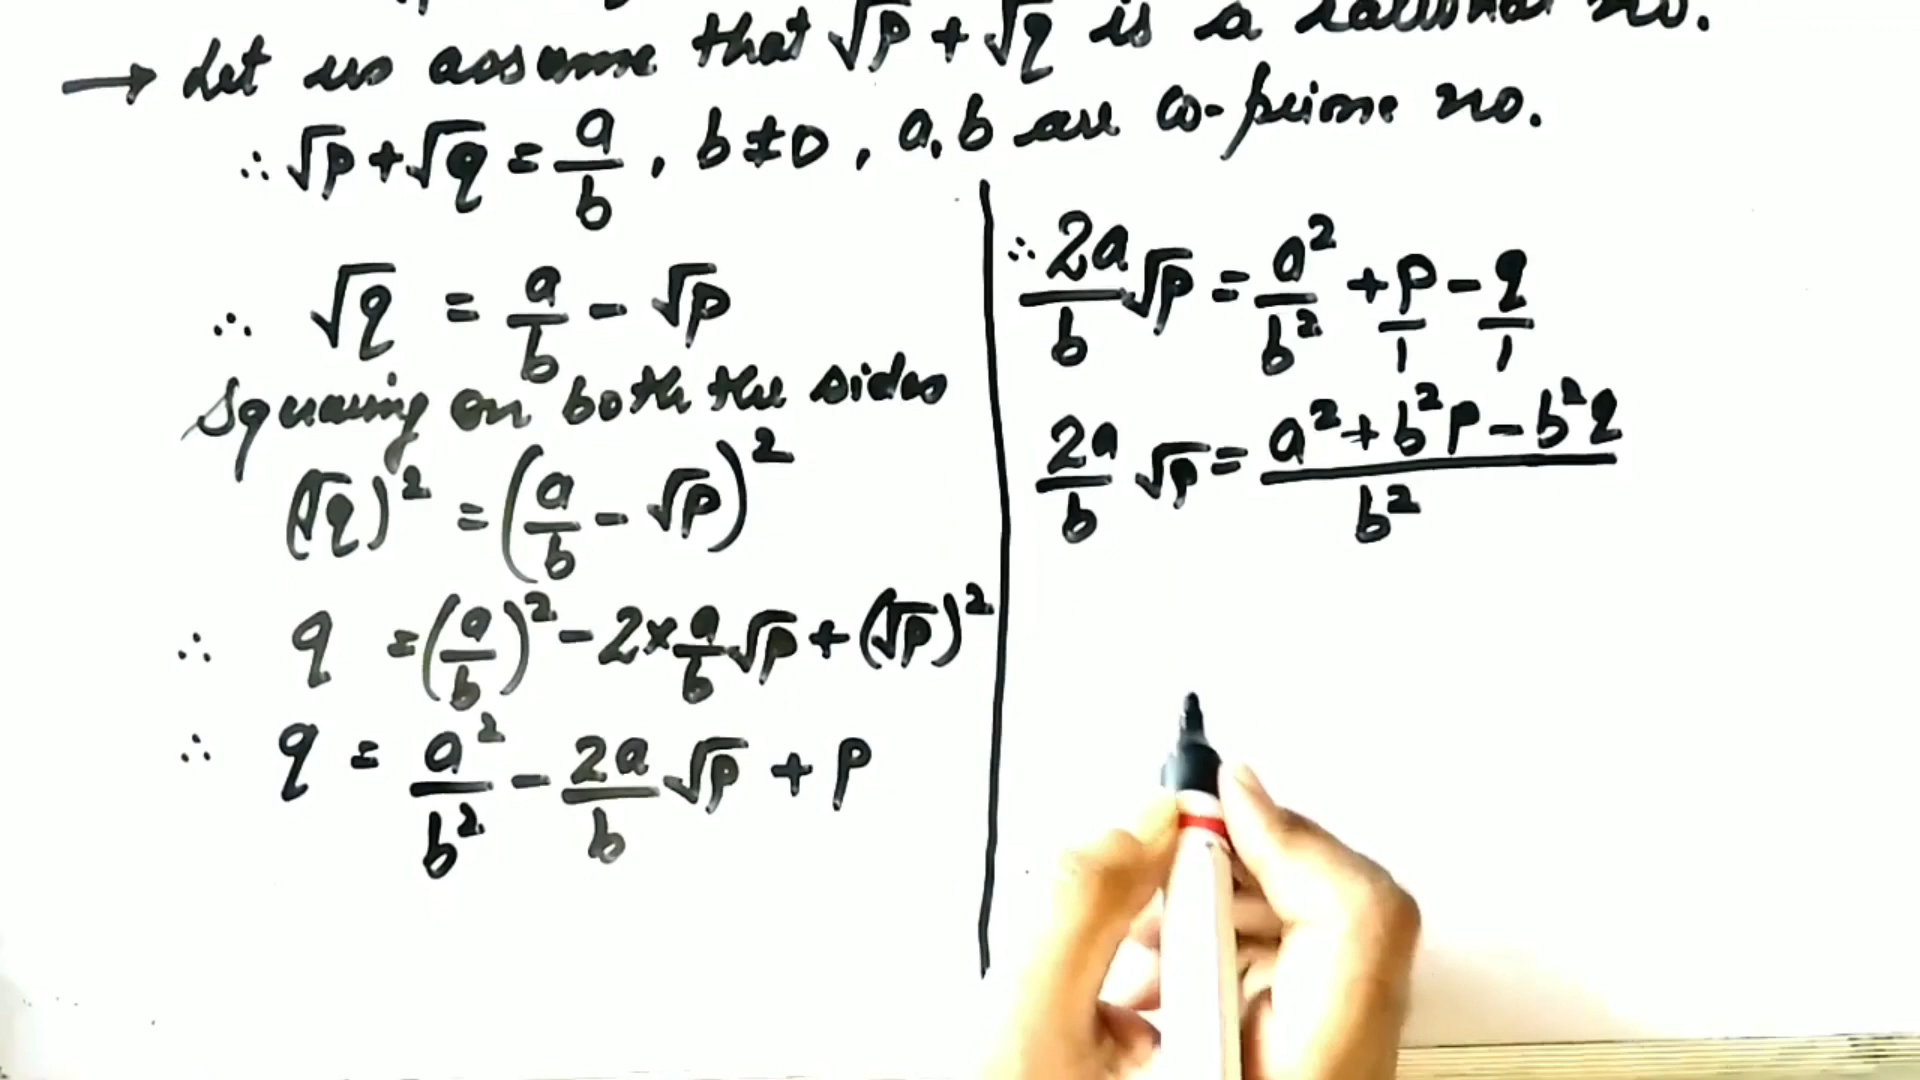 → Let us assume that √p + √q is a rational no.
∴ √p + √q = a/b , b ≠ 0 , a, b are co-prime no.
∴ √q = a/b - √p
Squaring on both the sides
(√q)² = (a/b - √p)²
∴ q = (a/b)² - 2 × a/b √p + (√p)²
∴ q = a²/b² - 2a/b √p + p
∴ 2a/b √p = a²/b² + p/1 - q/1
2a/b √p = (a² + b²p - b²q)/b²